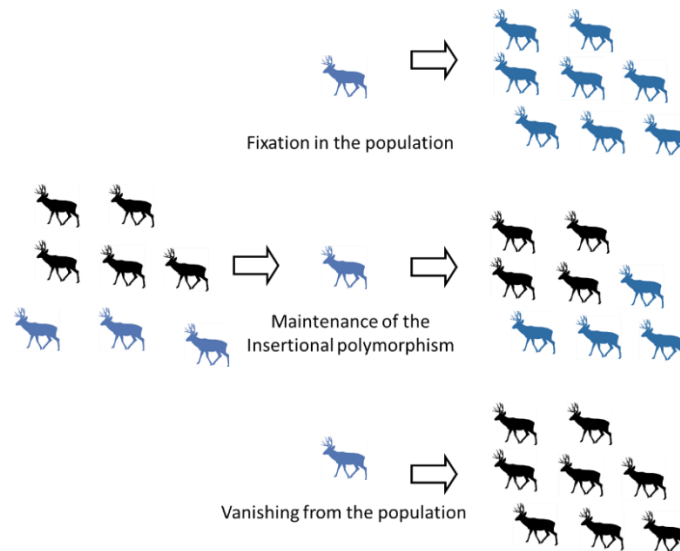 Fixation in the population
Maintenance of the
Insertional polymorphism
Vanishing from the population